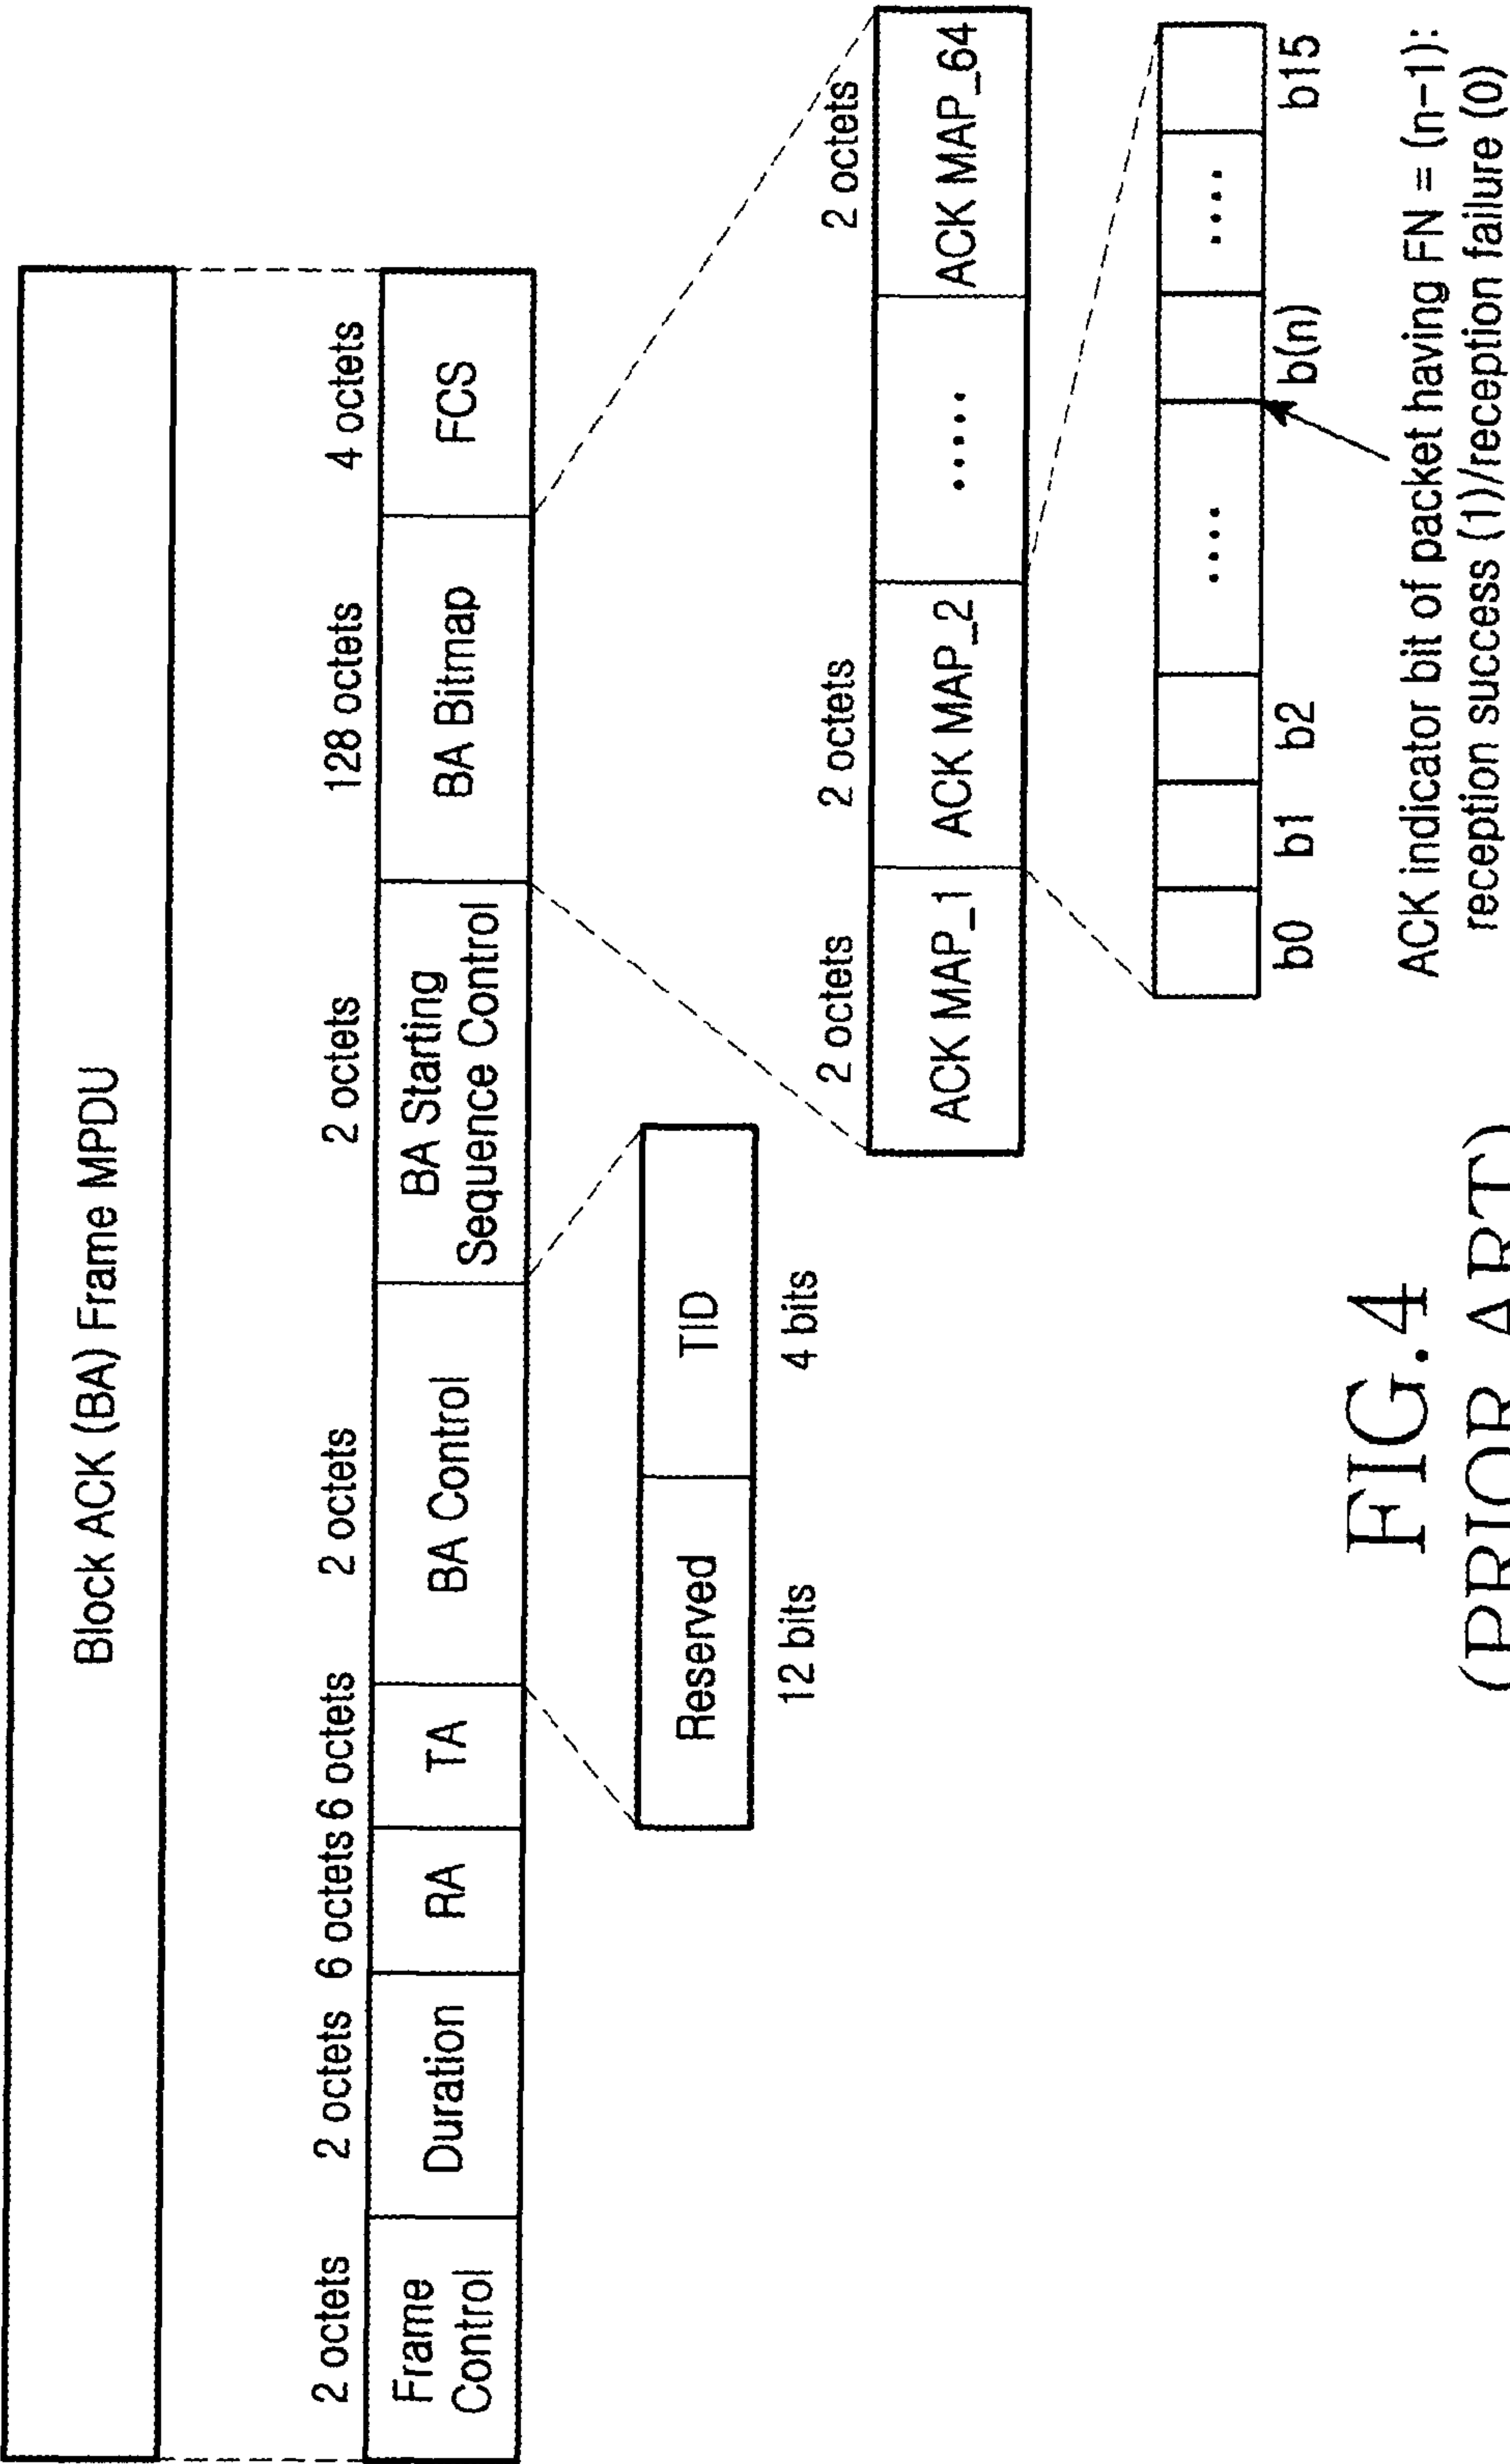 Block ACK (BA) Frame MPDU
2 octets
2 octets
6 octets
6 octets
2 octets
2 octets
128 octets
4 octets
Frame
Control
Duration
RA
TA
BA Control
BA Starting
Sequence Control
BA Bitmap
FCS
Reserved
TID
12 bits
4 bits
2 octets
2 octets
2 octets
ACK MAP_1
ACK MAP_2
.....
ACK MAP_64
....
....
b0
b1
b2
b(n)
b15
ACK indicator bit of packet having FN = (n-1):
reception success (1)/reception failure (0)
FIG.4
(PRIOR ART)